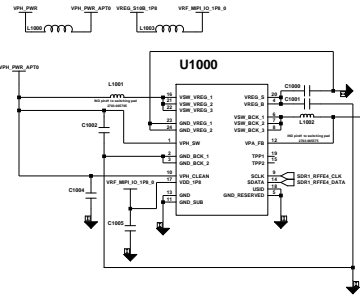 VPH_PWR
VPH_PWR_APT0
VREG_S10B_1P8
VRF_MIPI_IO_1P8_0
L1000
L1003
VPH_PWR_APT0
U1000
L1001
16 VSW_VREG_1
21 VSW_VREG_2
22 VSW_VREG_3
VREG_S 20
VREG_B 4
C1000
C1001
VSW_BCK_1 6
VSW_BCK_2 7
VSW_BCK_3 8
L1002
23 GND_VREG_1
24 GND_VREG_2
C1002
1 VPH_SW
VPA_FB 12
2 GND_BCK_1
3 GND_BCK_2
TPP1 19
TPP2 15
10 VPH_CLEAN
17 VDD_1P8
VRF_MIPI_IO_1P8_0
SCLK 9
SDATA 14
USID 18
GND_RESERVED 5
SDR1_RFFE4_CLK
SDR1_RFFE4_DATA
C1004
13 GND
11 GND_SUB
C1005